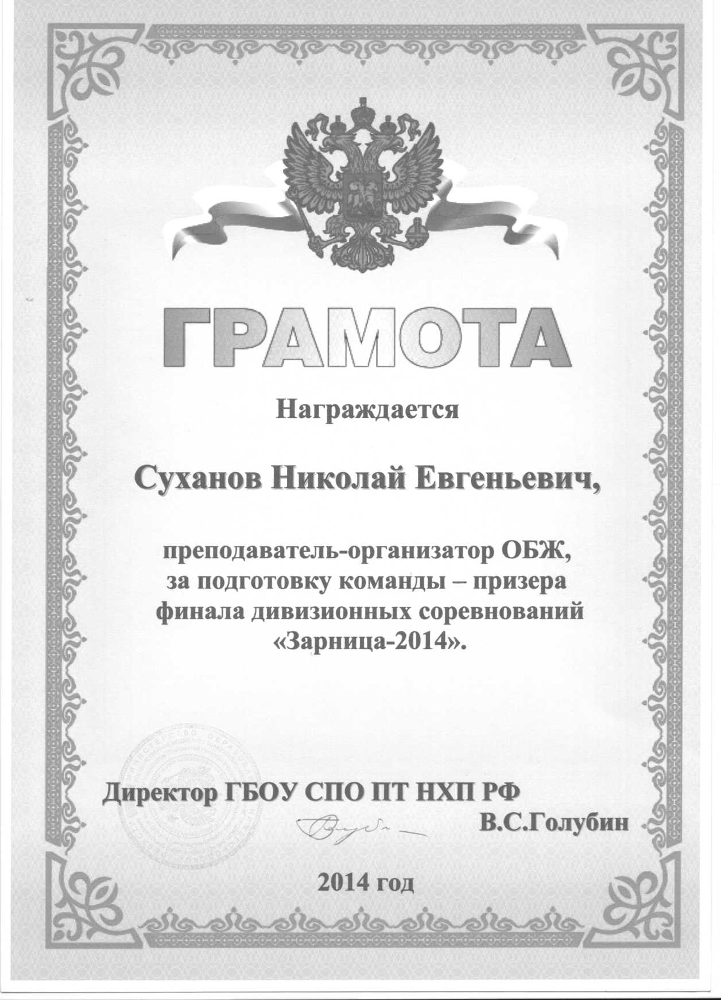 ГРАМОТА
Награждается
Суханов Николай Евгеньевич,
преподаватель-организатор ОБЖ,
за подготовку команды – призера
финала дивизионных соревнований
«Зарница-2014».
Директор ГБОУ СПО ПТ НХП РФ
В.С.Голубин
2014 год